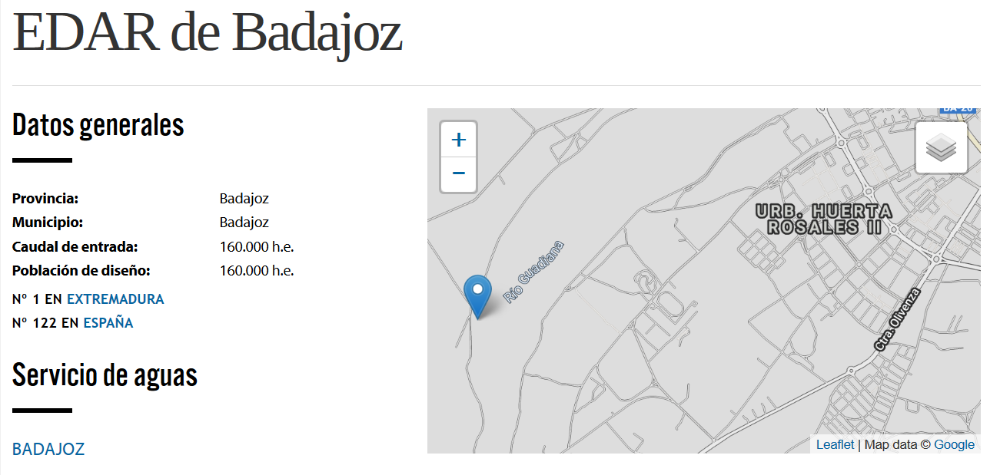 EDAR de Badajoz
Datos generales
Provincia: Badajoz
Municipio: Badajoz
Caudal de entrada: 160.000 h.e.
Población de diseño: 160.000 h.e.
Nº 1 EN EXTREMADURA
Nº 122 EN ESPAÑA
Servicio de aguas
BADAJOZ
+
−
BA-20
URB. HUERTA
ROSALES II
Río Guadiana
Ctra. Olivenza
Leaflet | Map data © Google